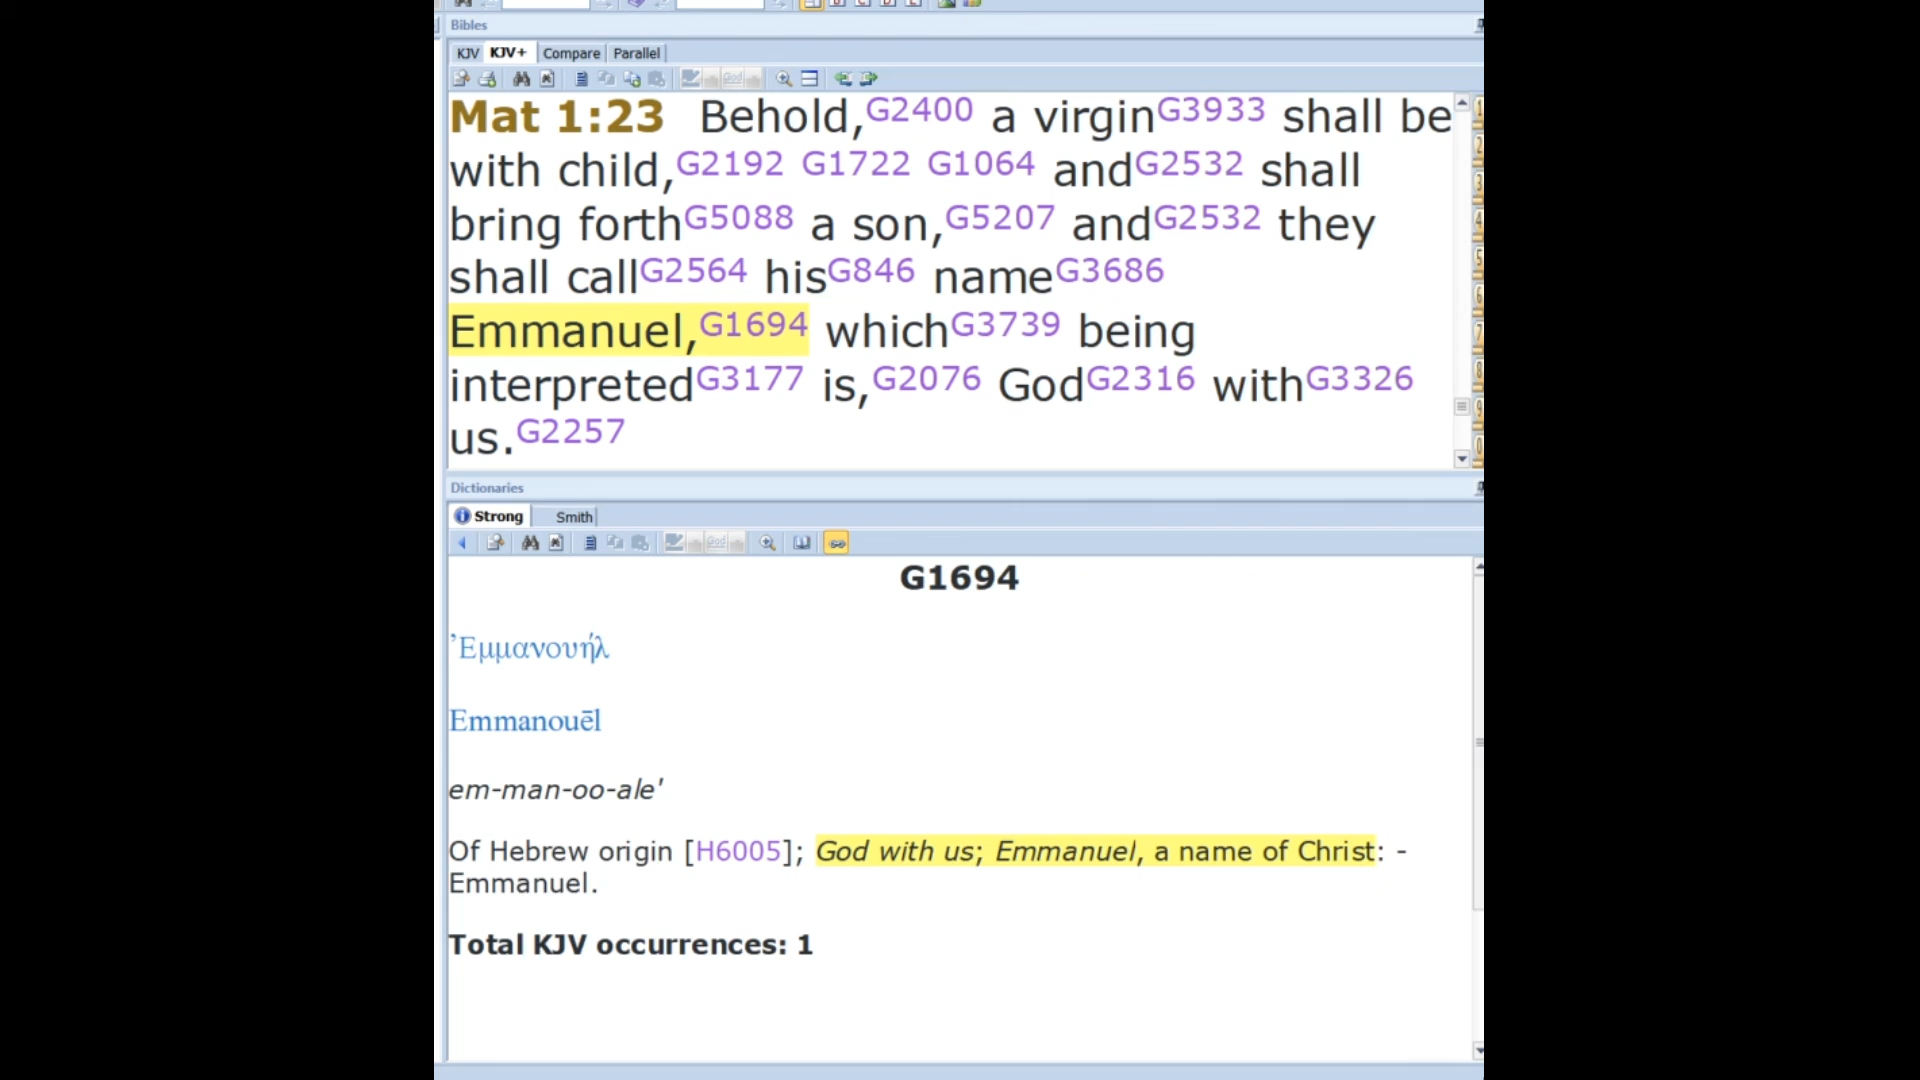 Bibles
KJV KJV+ Compare Parallel
Mat 1:23 Behold,G2400 a virginG3933 shall be
with child,G2192 G1722 G1064 andG2532 shall
bring forthG5088 a son,G5207 andG2532 they
shall callG2564 hisG846 nameG3686
Emmanuel,G1694 whichG3739 being
interpretedG3177 is,G2076 GodG2316 withG3326
us.G2257
Dictionaries
Strong Smith
G1694
Ἐμμανουήλ
Emmanouēl
em-man-oo-ale'
Of Hebrew origin [H6005]; God with us; Emmanuel, a name of Christ: -
Emmanuel.
Total KJV occurrences: 1